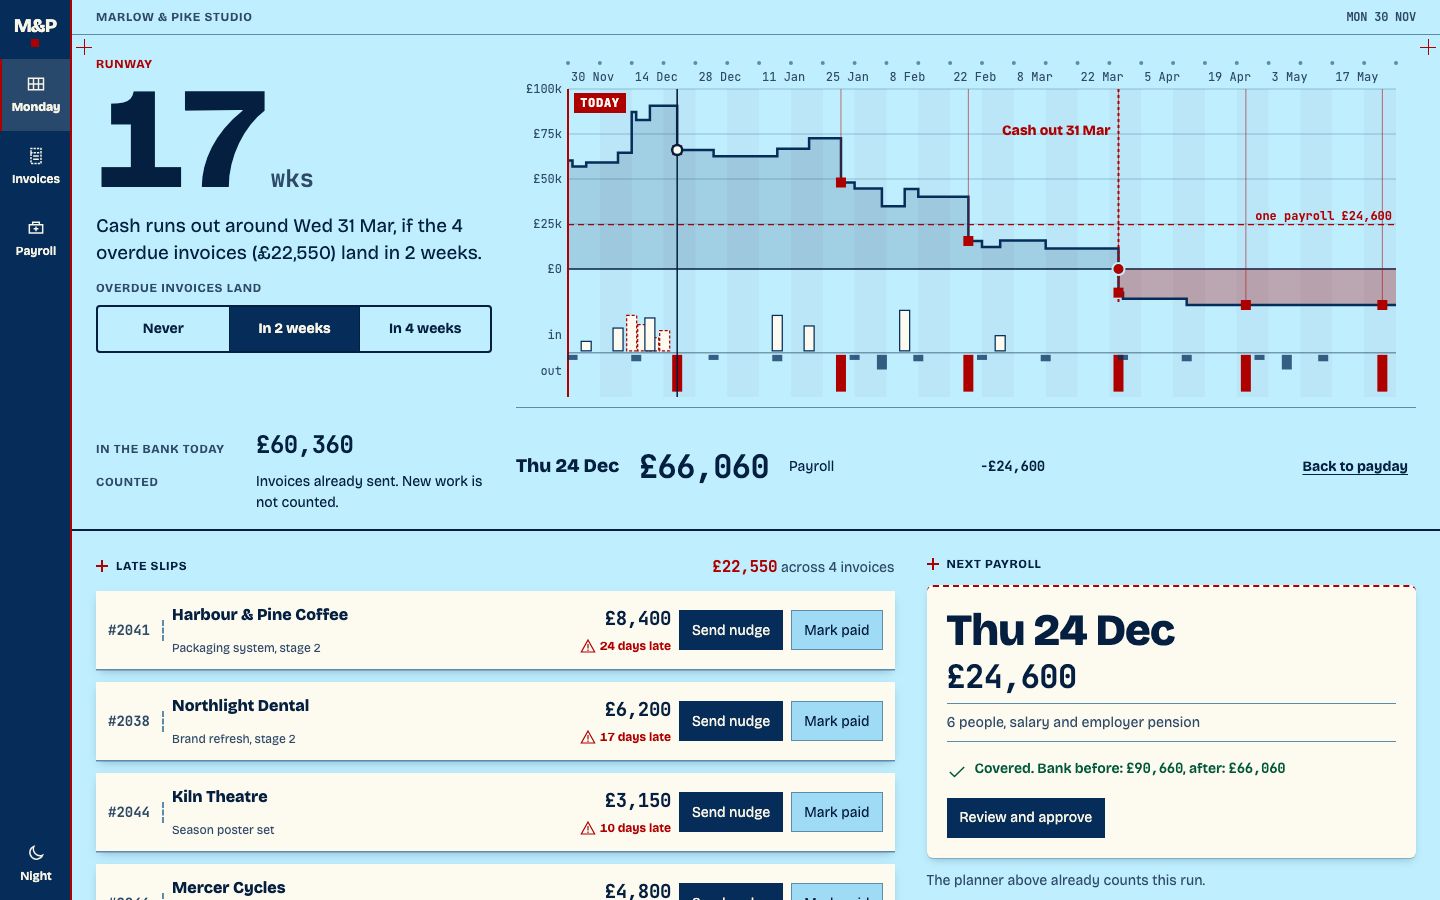 M&P
Monday
Invoices
Payroll
Night
MARLOW & PIKE STUDIO
MON 30 NOV
RUNWAY
17 wks
Cash runs out around Wed 31 Mar, if the 4
overdue invoices (£22,550) land in 2 weeks.
OVERDUE INVOICES LAND
Never
In 2 weeks
In 4 weeks
IN THE BANK TODAY
£60,360
COUNTED
Invoices already sent. New work is
not counted.
30 Nov 14 Dec 28 Dec 11 Jan 25 Jan 8 Feb 22 Feb 8 Mar 22 Mar 5 Apr 19 Apr 3 May 17 May
£100k
TODAY
£75k
Cash out 31 Mar
£50k
£25k
one payroll £24,600
£0
in
out
Thu 24 Dec £66,060 Payroll -£24,600 Back to payday
LATE SLIPS
£22,550 across 4 invoices
#2041
Harbour & Pine Coffee
Packaging system, stage 2
£8,400
24 days late
Send nudge
Mark paid
#2038
Northlight Dental
Brand refresh, stage 2
£6,200
17 days late
Send nudge
Mark paid
#2044
Kiln Theatre
Season poster set
£3,150
10 days late
Send nudge
Mark paid
Mercer Cycles
£4,800
NEXT PAYROLL
Thu 24 Dec
£24,600
6 people, salary and employer pension
Covered. Bank before: £90,660, after: £66,060
Review and approve
The planner above already counts this run.